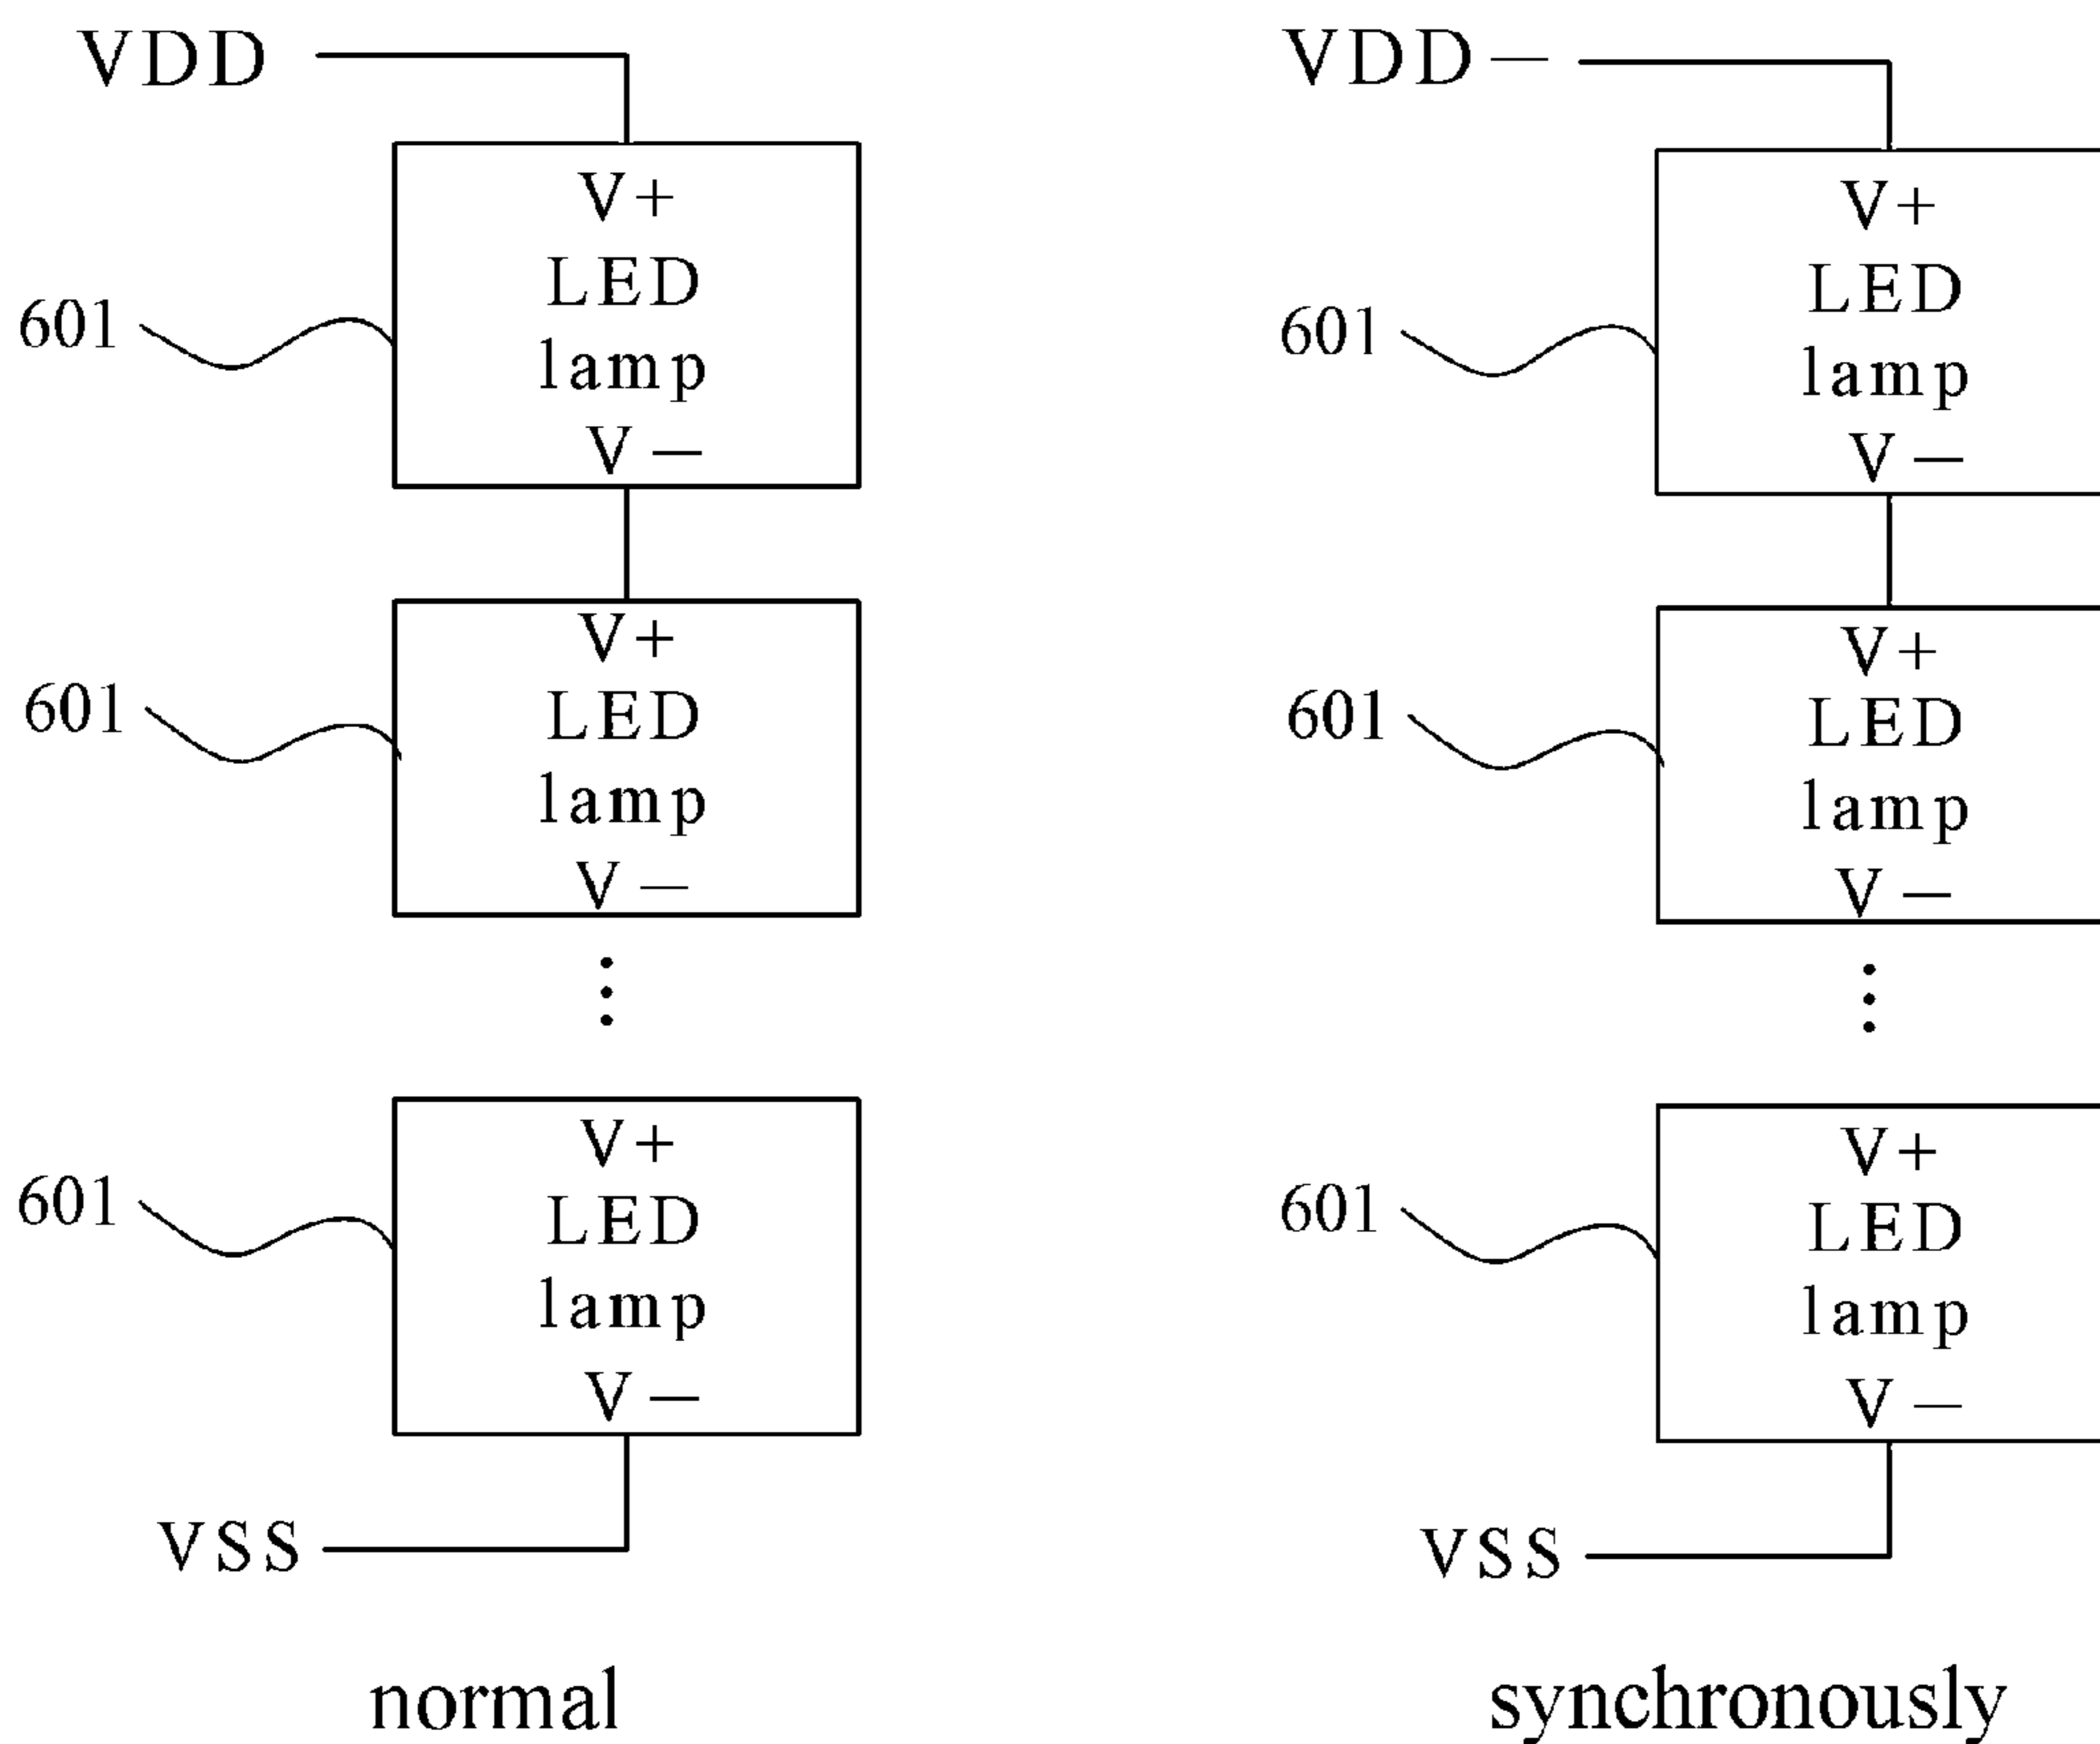 VDD
V+
LED
lamp
V—
601
V+
LED
lamp
V—
601
V+
LED
lamp
V—
601
VSS
normal
VDD—
V+
LED
lamp
V—
601
V+
LED
lamp
V—
601
V+
LED
lamp
V—
601
VSS
synchronously